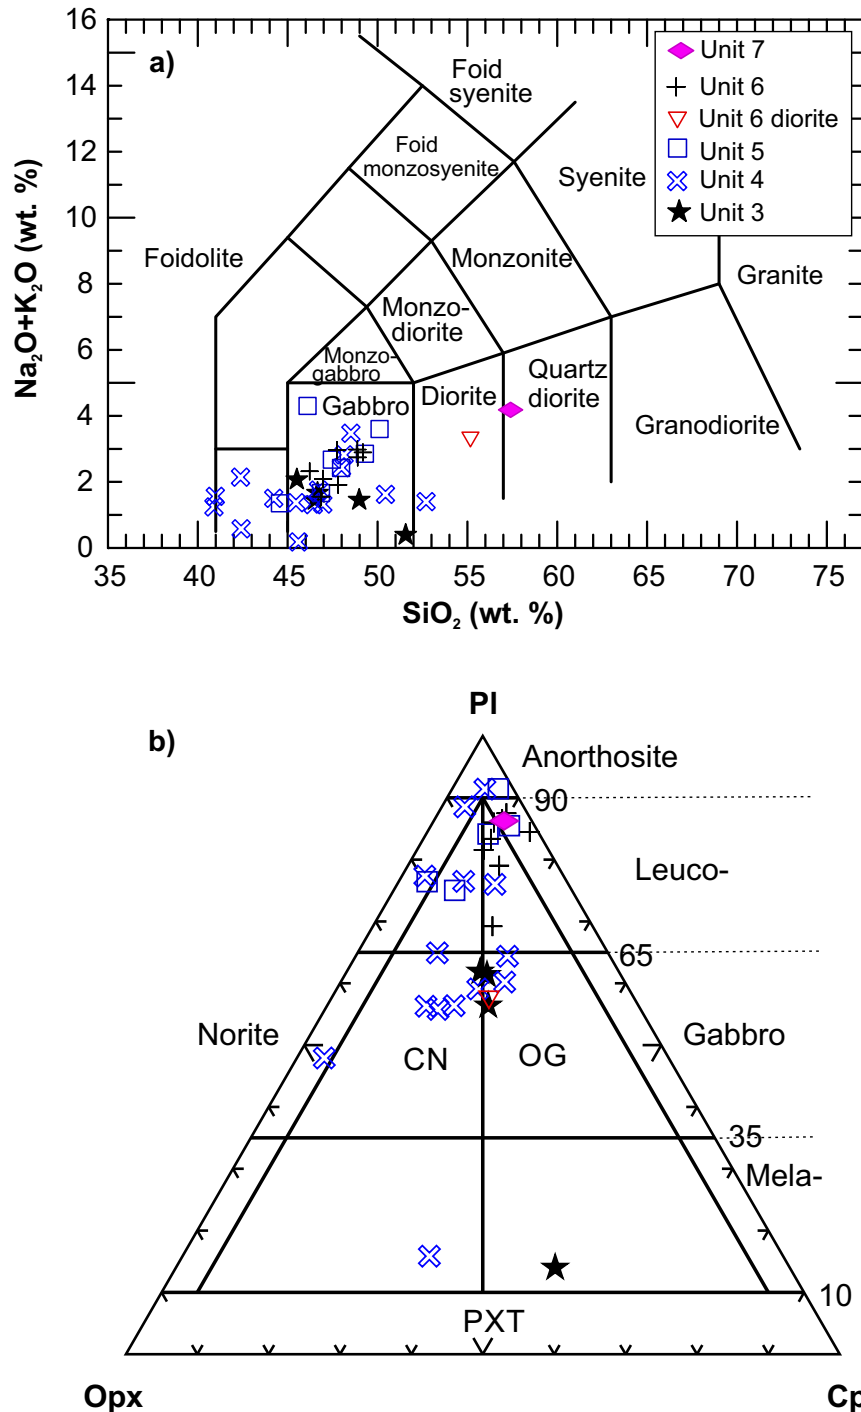 a)
16
14
12
10
8
6
4
2
0
Na₂O+K₂O (wt. %)
35
40
45
50
55
60
65
70
75
SiO₂ (wt. %)
Foid
syenite
Foid
monzosyenite
Syenite
Foidolite
Monzonite
Granite
Monzo-
diorite
Monzo-
gabbro
Gabbro
Diorite
Quartz
diorite
Granodiorite
Unit 7
Unit 6
Unit 6 diorite
Unit 5
Unit 4
Unit 3
b)
Pl
Anorthosite
90
Leuco-
65
Norite
CN
OG
Gabbro
35
Mela-
10
PXT
Opx
Cp